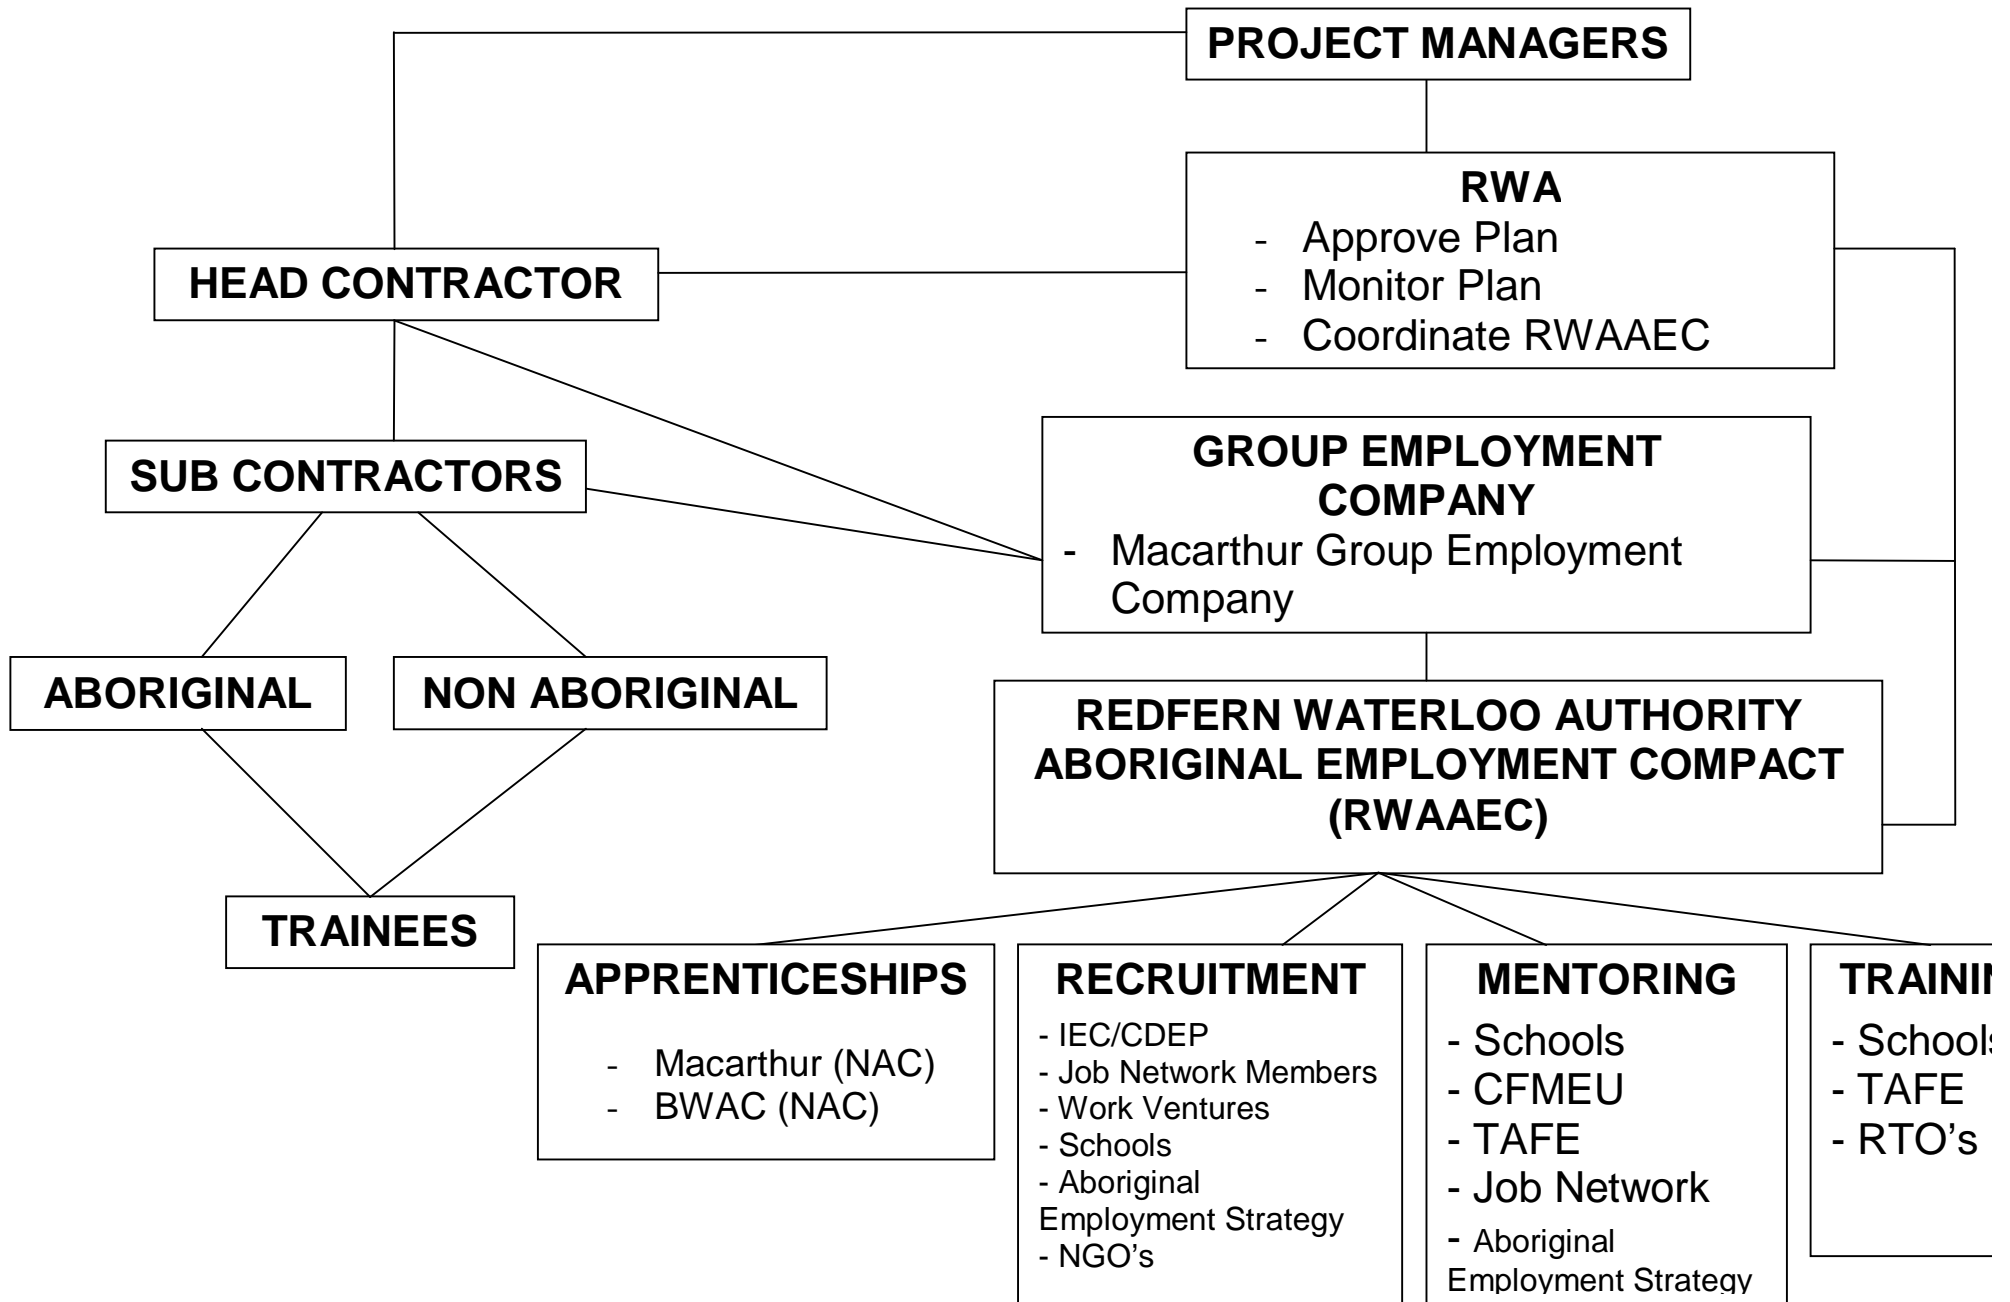 PROJECT MANAGERS
RWA
- Approve Plan
- Monitor Plan
- Coordinate RWAAEC
HEAD CONTRACTOR
GROUP EMPLOYMENT
COMPANY
- Macarthur Group Employment
Company
SUB CONTRACTORS
ABORIGINAL
NON ABORIGINAL
REDFERN WATERLOO AUTHORITY
ABORIGINAL EMPLOYMENT COMPACT
(RWAAEC)
TRAINEES
APPRENTICESHIPS
- Macarthur (NAC)
- BWAC (NAC)
RECRUITMENT
- IEC/CDEP
- Job Network Members
- Work Ventures
- Schools
- Aboriginal
Employment Strategy
- NGO’s
MENTORING
- Schools
- CFMEU
- TAFE
- Job Network
- Aboriginal
Employment Strategy
- Schools
- TAFE
- RTO’s